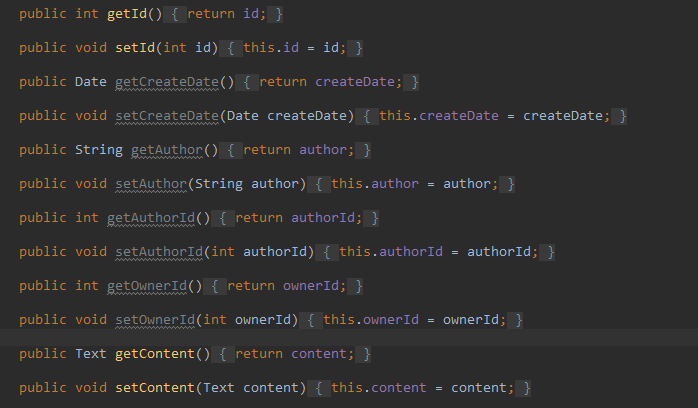 public int getId() { return id; }
public void setId(int id) { this.id = id; }
public Date getCreateDate() { return createDate; }
public void setCreateDate(Date createDate) { this.createDate = createDate; }
public String getAuthor() { return author; }
public void setAuthor(String author) { this.author = author; }
public int getAuthorId() { return authorId; }
public void setAuthorId(int authorId) { this.authorId = authorId; }
public int getOwnerId() { return ownerId; }
public void setOwnerId(int ownerId) { this.ownerId = ownerId; }
public Text getContent() { return content; }
public void setContent(Text content) { this.content = content; }